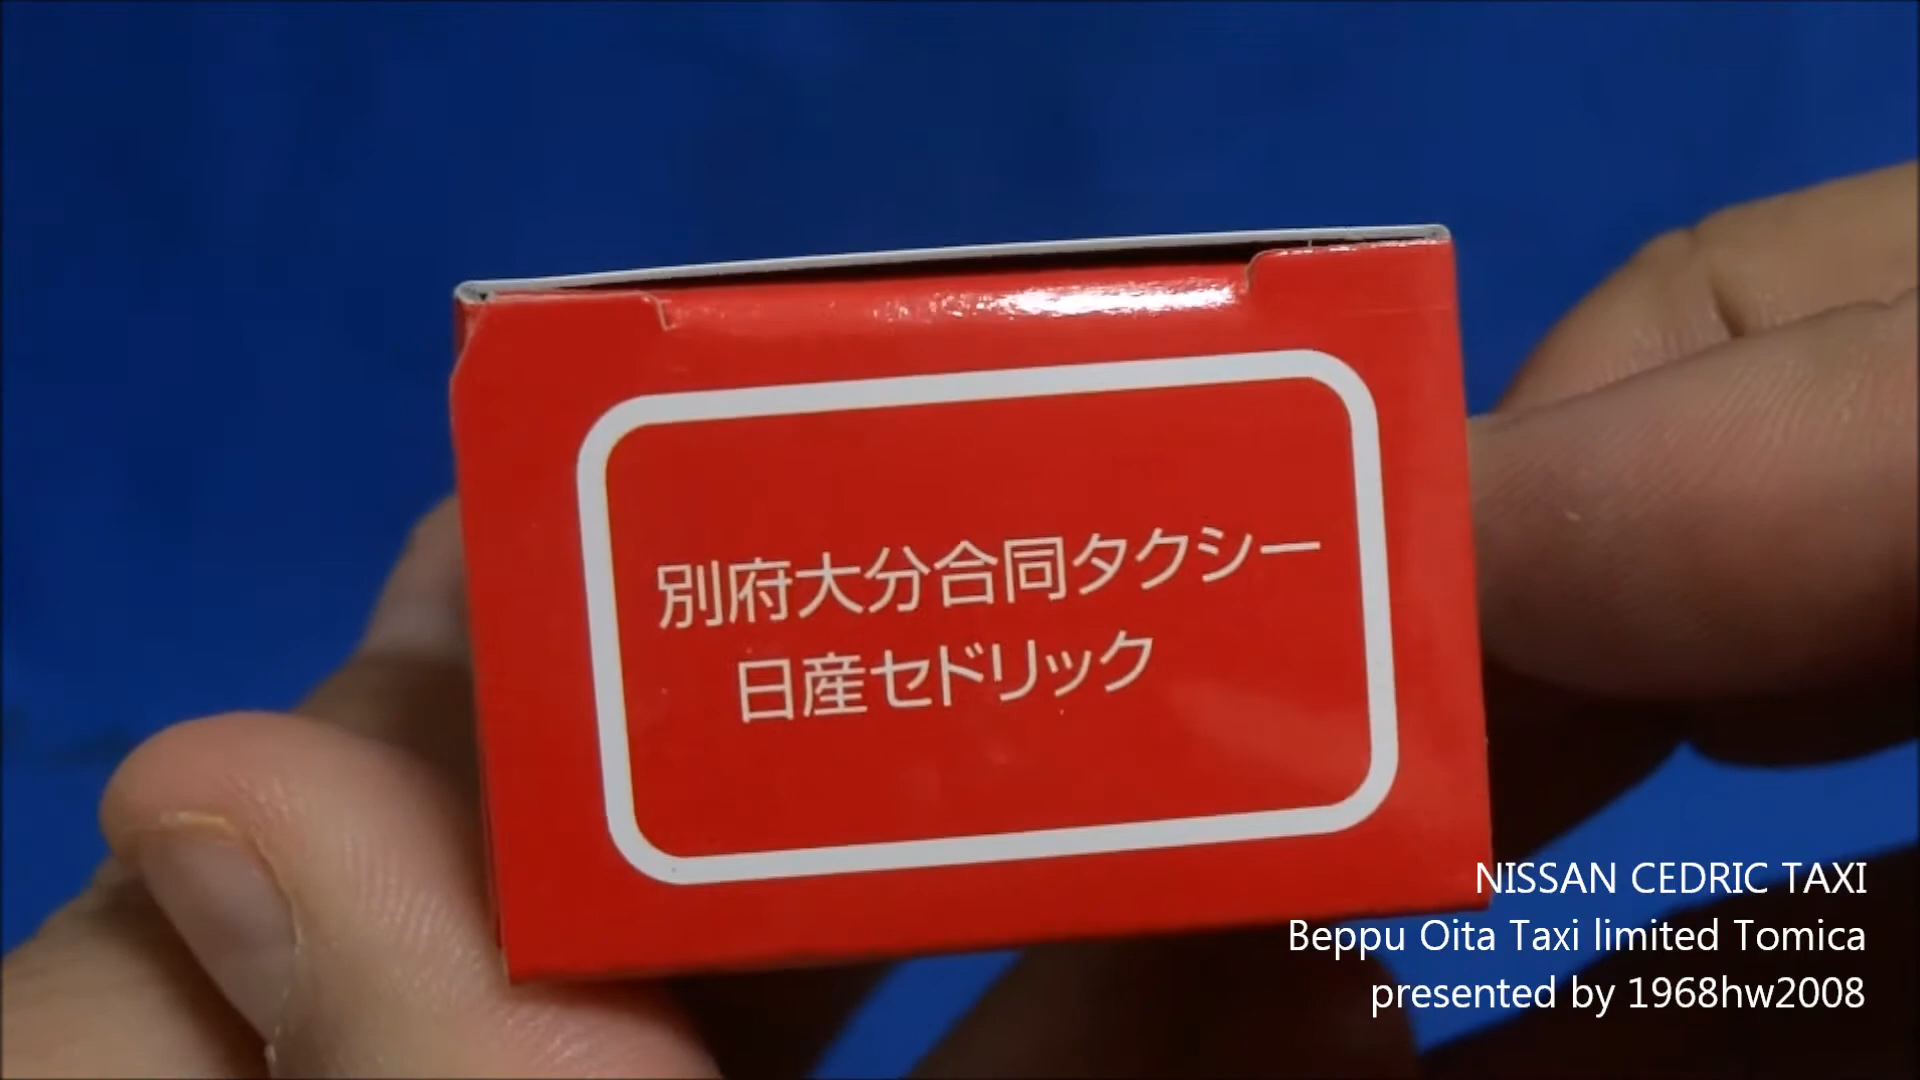 別府大分合同タクシー
日産セドリック
NISSAN CEDRIC TAXI
Beppu Oita Taxi limited Tomica
presented by 1968hw2008